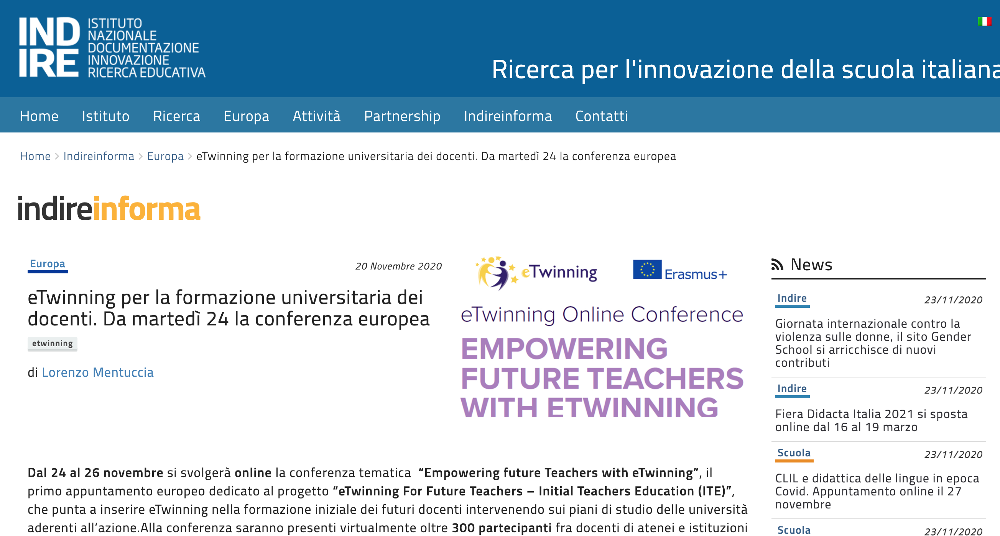 IND
IRE
ISTITUTO
NAZIONALE
DOCUMENTAZIONE
INNOVAZIONE
RICERCA EDUCATIVA
Ricerca per l'innovazione della scuola italiana
Home Istituto Ricerca Europa Attività Partnership Indireinforma Contatti
Home > Indireinforma > Europa > eTwinning per la formazione universitaria dei docenti. Da martedì 24 la conferenza europea
indireinforma
Europa 20 Novembre 2020
eTwinning per la formazione universitaria dei
docenti. Da martedì 24 la conferenza europea
etwinning
di Lorenzo Mentuccia
eTwinning Erasmus+
eTwinning Online Conference
EMPOWERING
FUTURE TEACHERS
WITH ETWINNING
Dal 24 al 26 novembre si svolgerà online la conferenza tematica “Empowering future Teachers with eTwinning”, il
primo appuntamento europeo dedicato al progetto “eTwinning For Future Teachers – Initial Teachers Education (ITE)”,
che punta a inserire eTwinning nella formazione iniziale dei futuri docenti intervenendo sui piani di studio delle università
aderenti all’azione.Alla conferenza saranno presenti virtualmente oltre 300 partecipanti fra docenti di atenei e istituzioni
News
Indire 23/11/2020
Giornata internazionale contro la
violenza sulle donne, il sito Gender
School si arricchisce di nuovi
contributi
Indire 23/11/2020
Fiera Didacta Italia 2021 si sposta
online dal 16 al 19 marzo
Scuola 23/11/2020
CLIL e didattica delle lingue in epoca
Covid. Appuntamento online il 27
novembre
Scuola 23/11/2020